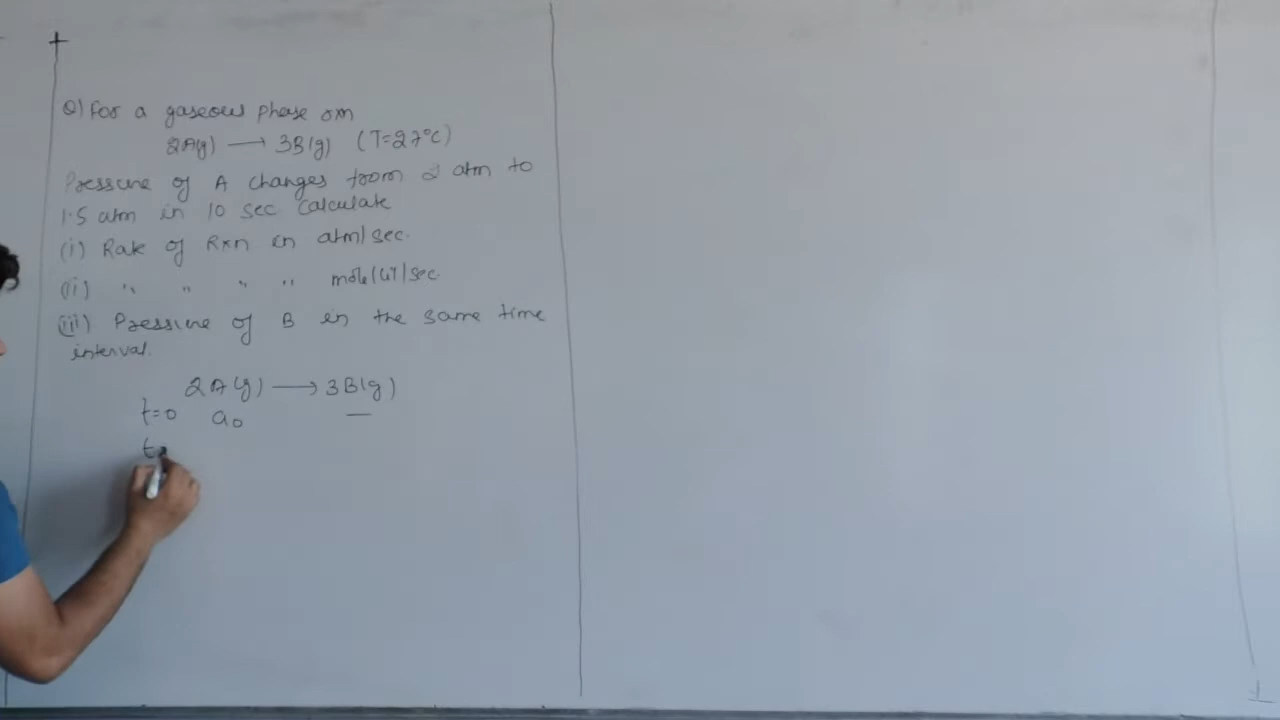 Q) For a gaseous phase rxn
2A(g) → 3B(g) (T=27°C)
Pressure of A changes from 2 atm to
1.5 atm in 10 sec Calculate
(i) Rate of Rxn in atm/sec.
(ii) " " " " mole/lit/sec.
(iii) Pressure of B in the same time
interval.
2A(g) → 3B(g)
t=0 a₀ —
t